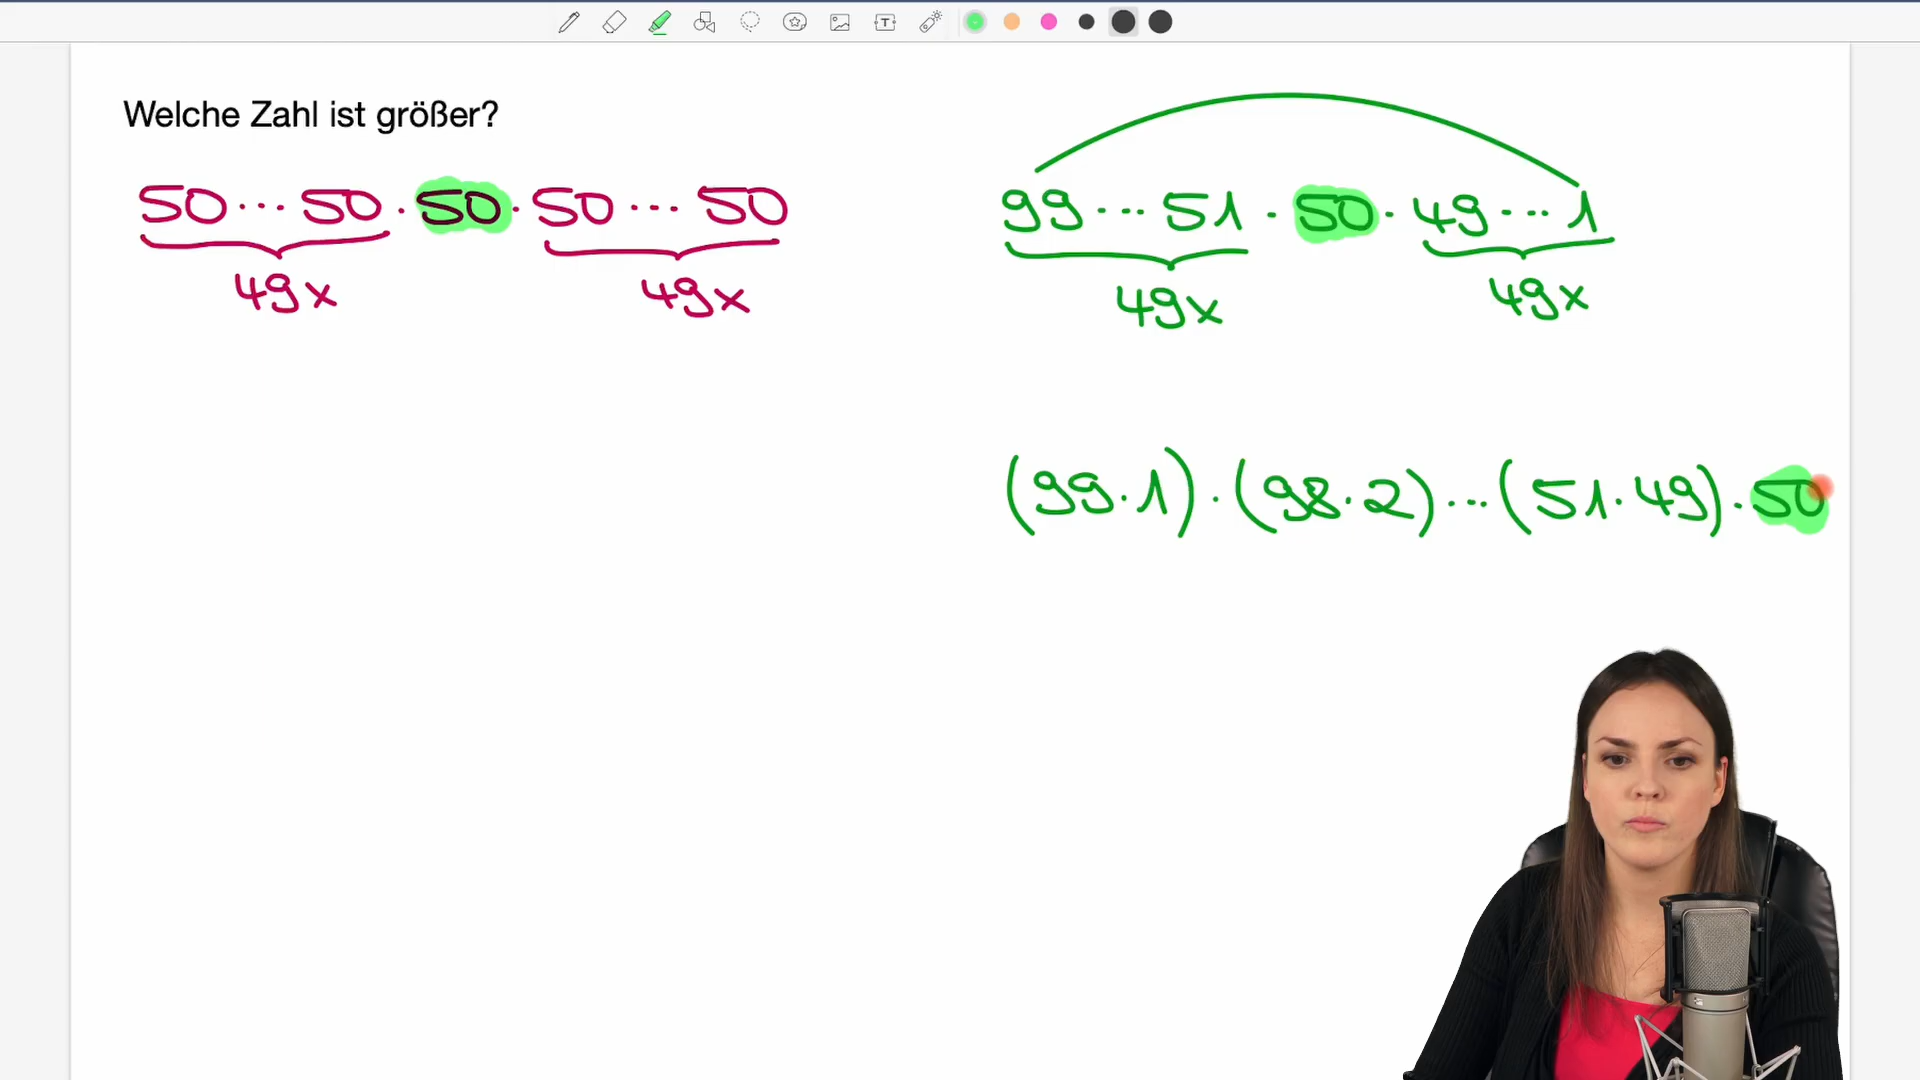 Welche Zahl ist größer?
50 ··· 50 · 50 · 50 ··· 50
49x 49x
99 ··· 51 · 50 · 49 ··· 1
49x 49x
(99·1)·(98·2)···(51·49)·50